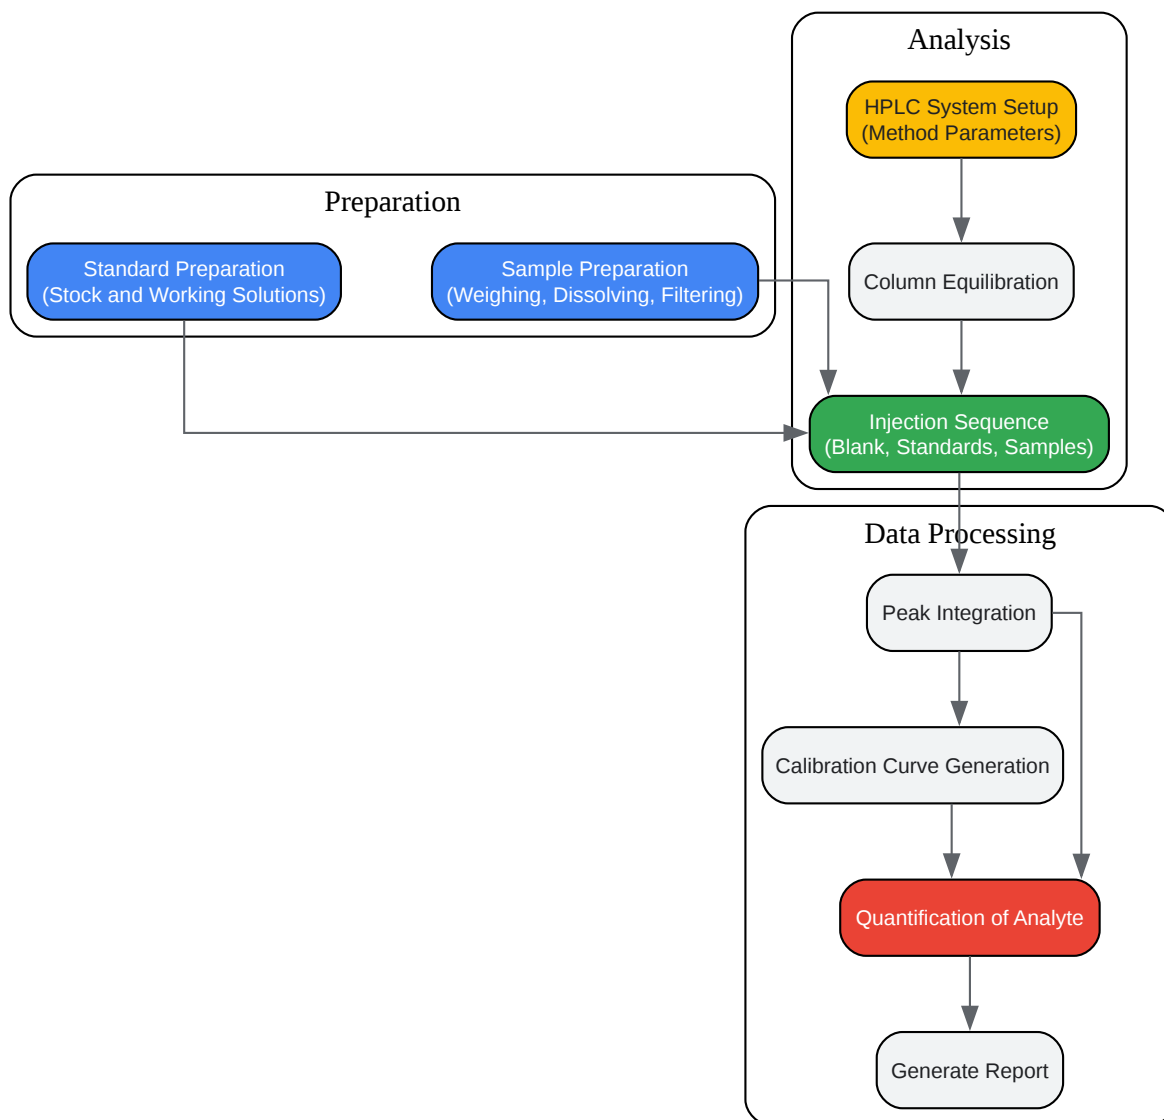 Analysis
HPLC System Setup
(Method Parameters)
Preparation
Standard Preparation
(Stock and Working Solutions)
Sample Preparation
(Weighing, Dissolving, Filtering)
Column Equilibration
Injection Sequence
(Blank, Standards, Samples)
Data Processing
Peak Integration
Calibration Curve Generation
Quantification of Analyte
Generate Report